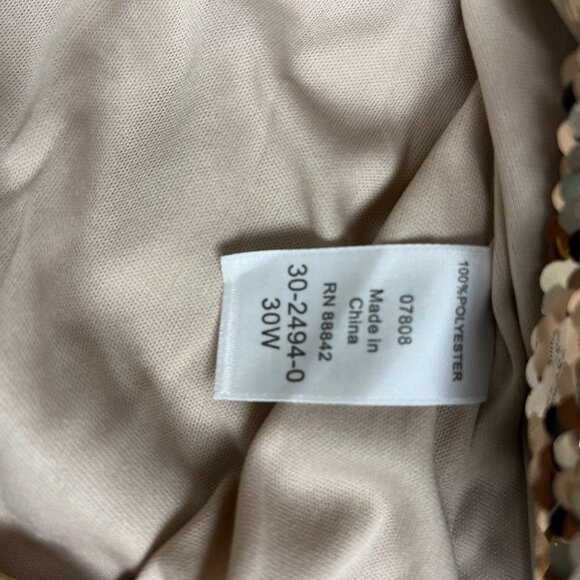 100%POLYESTER
07808
Made in
China
RN 88842
30-2494-0
30W